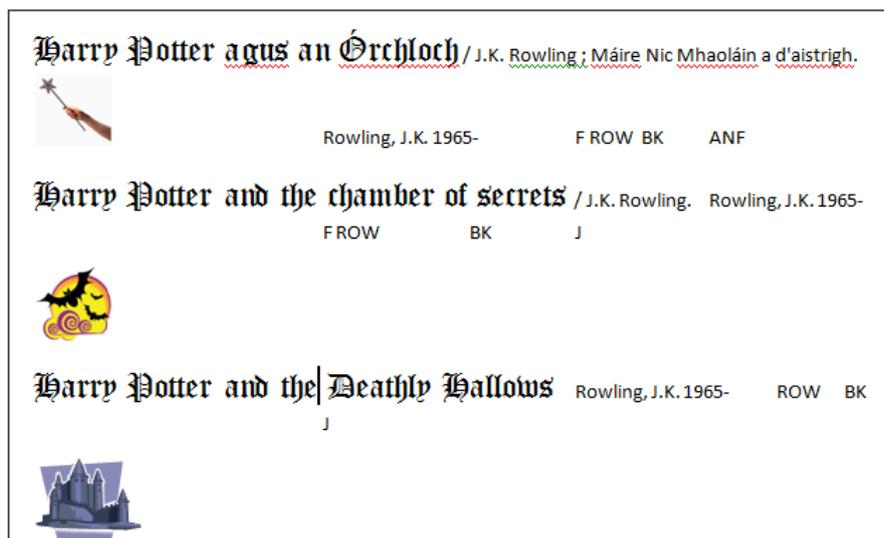 Harry Potter agus an Órchloch / J.K. Rowling ; Máire Nic Mhaoláin a d'aistrigh.
Rowling, J.K. 1965- F ROW BK ANF
Harry Potter and the chamber of secrets / J.K. Rowling. Rowling, J.K. 1965-
F ROW BK J
Harry Potter and the Deathly Hallows Rowling, J.K. 1965- ROW BK
J